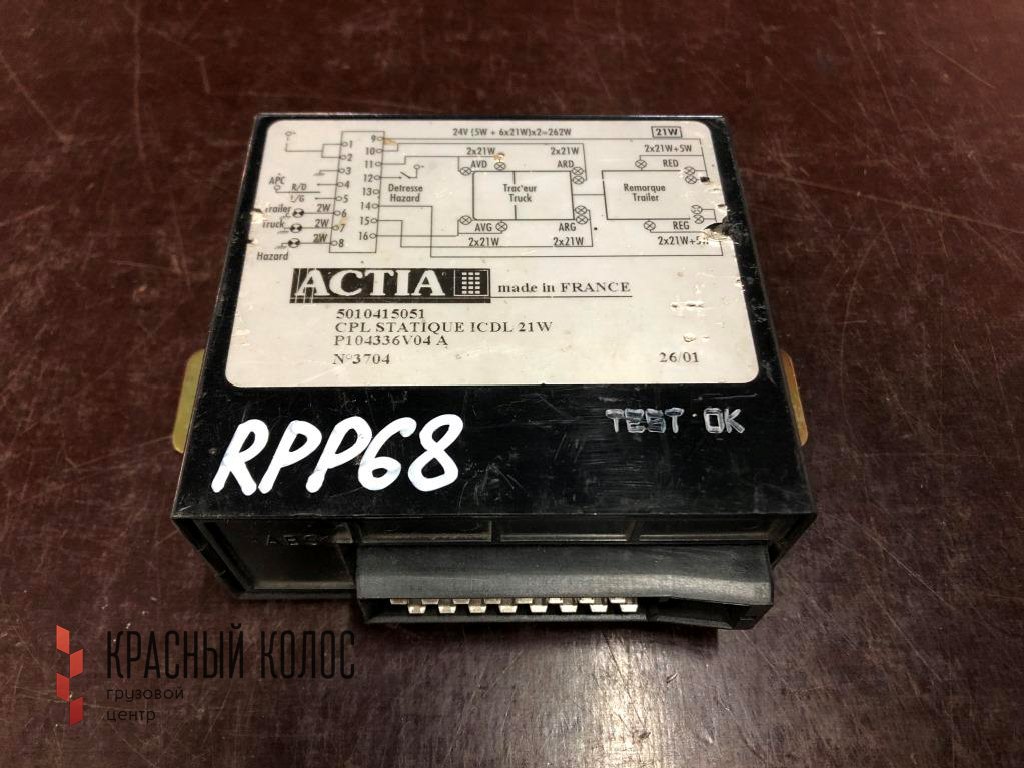 24V (5W + 6x21W)x2=262W
21W
9
1 10 2x21W 2x21W 2x21W+5W
2 11 AVD ARD RED
3 12
APC 4 13 Detresse Trac'eur Remarque
R/D Hazard Truck Trailer
L/G 5 14
Trailer 2W 6 15 AVG ARG REG
Truck 2W 7 16 2x21W 2x21W 2x21W+5W
2W 8
Hazard
ACTIA made in FRANCE
5010415051
CPL STATIQUE ICDL 21W
P104336V04 A
N°3704 26/01
TEST OK
RPP68
КРАСНЫЙ КОЛОС
грузовой
центр